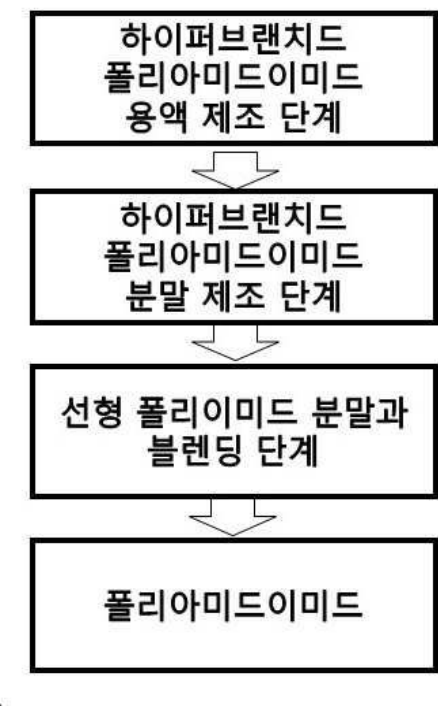 하이퍼브랜치드
폴리아미드이미드
용액 제조 단계
하이퍼브랜치드
폴리아미드이미드
분말 제조 단계
선형 폴리이미드 분말과
블렌딩 단계
폴리아미드이미드